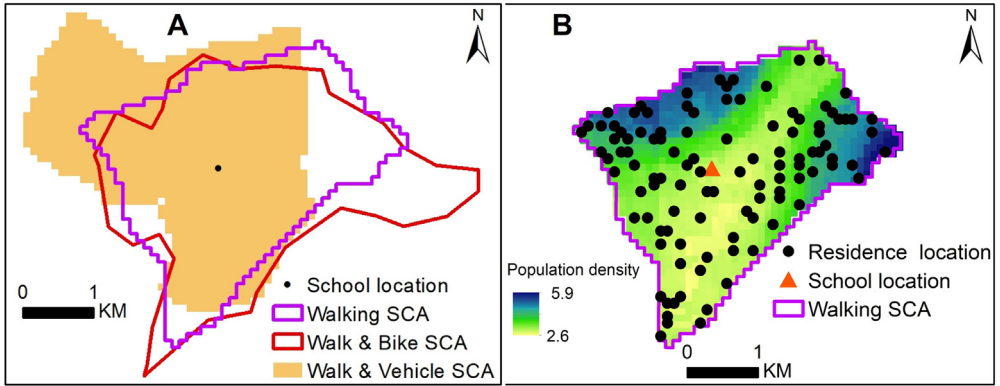 A
N
School location
Walking SCA
Walk & Bike SCA
Walk & Vehicle SCA
0 1
KM
B
N
Residence location
School location
Walking SCA
Population density
5.9
2.6
0 1
KM